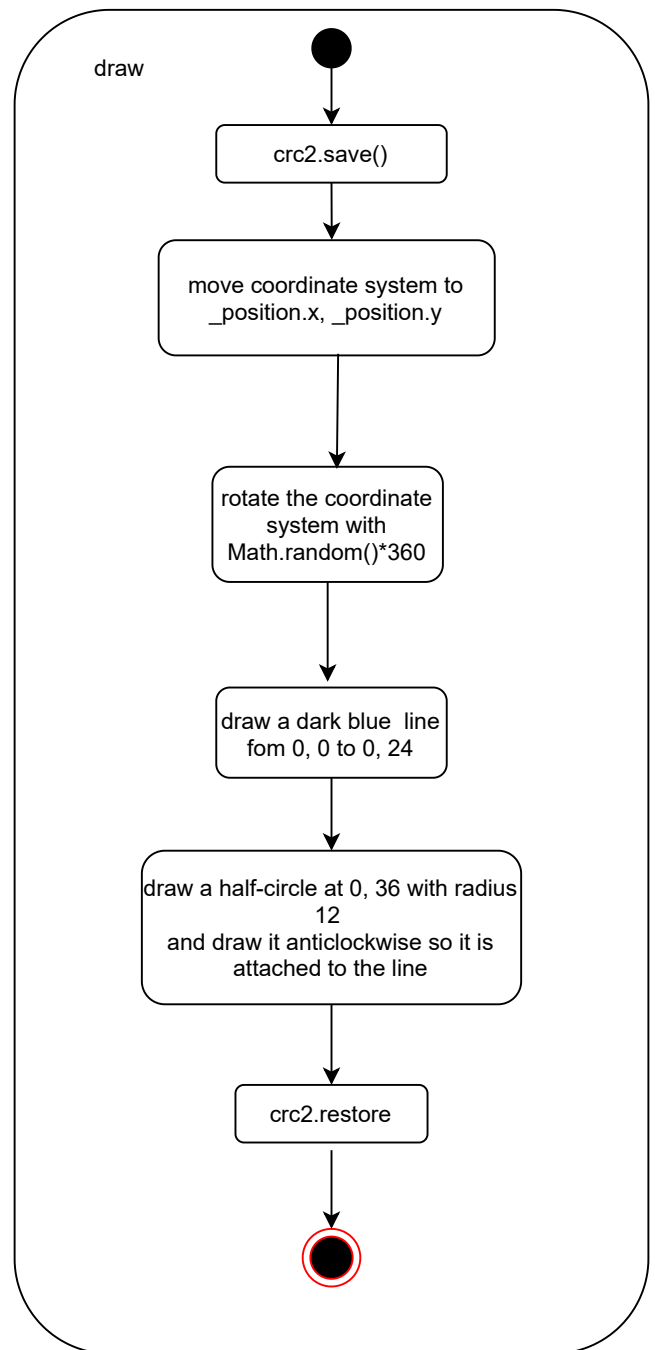 draw
crc2.save()
move coordinate system to
_position.x, _position.y
rotate the coordinate
system with
Math.random()*360
draw a dark blue  line
fom 0, 0 to 0, 24
draw a half-circle at 0, 36 with radius
12
and draw it anticlockwise so it is
attached to the line
crc2.restore